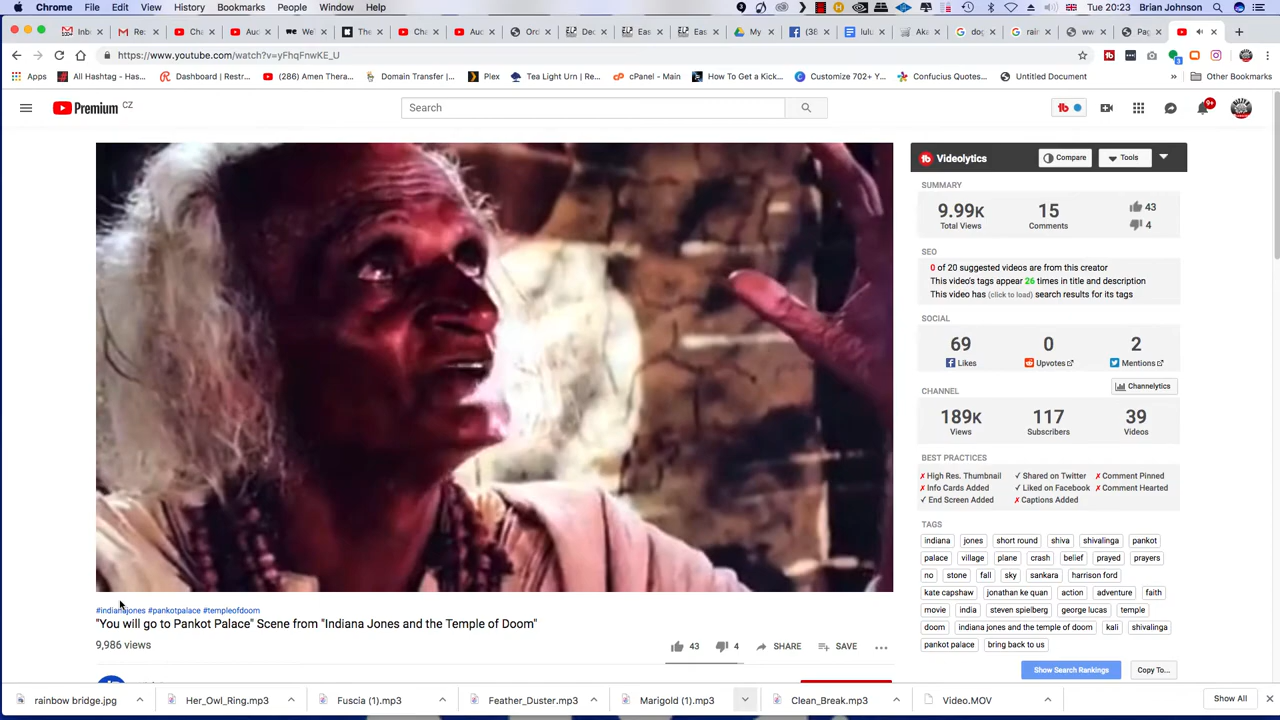 Chrome File Edit View History Bookmarks People Window Help Tue 20:23 Brian Johnson
https://www.youtube.com/watch?v=yFhqFnwKE_U
Apps All Hashtag - Has... Dashboard | Restr... (286) Amen Thera... Domain Transfer |... Plex Tea Light Urn | Re... cPanel - Main How To Get a Kick... Customize 702+ Y... Confucius Quotes... Untitled Document » Other Bookmarks
Premium CZ
Search
9+
Videolytics Compare Tools
SUMMARY
9.99K 15 43
Total Views Comments 4
SEO
0 of 20 suggested videos are from this creator
This video's tags appear 26 times in title and description
This video has (click to load) search results for its tags
SOCIAL
69 0 2
Likes Upvotes Mentions
Channelytics
CHANNEL
189K 117 39
Views Subscribers Videos
BEST PRACTICES
✗ High Res. Thumbnail ✓ Shared on Twitter ✗ Comment Pinned
✗ Info Cards Added ✓ Liked on Facebook ✗ Comment Hearted
✓ End Screen Added ✗ Captions Added
TAGS
indiana jones short round shiva shivalinga pankot
palace village plane crash belief prayed prayers
no stone fall sky sankara harrison ford
kate capshaw jonathan ke quan action adventure faith
movie india steven spielberg george lucas temple
doom indiana jones and the temple of doom kali shivalinga
pankot palace bring back to us
Show Search Rankings Copy To...
#indianajones #pankotpalace #templeofdoom
"You will go to Pankot Palace" Scene from "Indiana Jones and the Temple of Doom"
9,986 views 43 4 SHARE SAVE ...
rainbow bridge.jpg Her_Owl_Ring.mp3 Fuscia (1).mp3 Feather_Duster.mp3 Marigold (1).mp3 Clean_Break.mp3 Video.MOV Show All